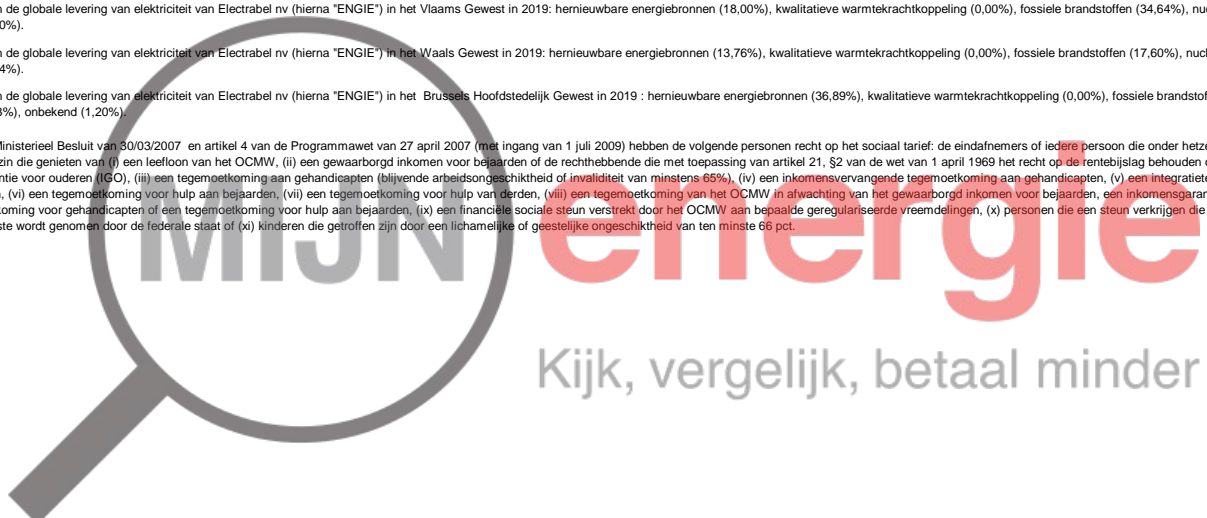 de globale levering van elektriciteit van Electrabel nv (hierna "ENGIE") in het Vlaams Gewest in 2019: hernieuwbare energiebronnen (18,00%), kwalitatieve warmtekrachtkoppeling (0,00%), fossiele brandstoffen (34,64%),
0%).
de globale levering van elektriciteit van Electrabel nv (hierna "ENGIE") in het Waals Gewest in 2019: hernieuwbare energiebronnen (13,76%), kwalitatieve warmtekrachtkoppeling (0,00%), fossiele brandstoffen (17,60%),
4%).
de globale levering van elektriciteit van Electrabel nv (hierna "ENGIE") in het Brussels Hoofdstedelijk Gewest in 2019 : hernieuwbare energiebronnen (36,89%), kwalitatieve warmtekrachtkoppeling (0,00%), fossiele
%), onbekend (1,20%).
Ministerieel Besluit van 30/03/2007 en artikel 4 van de Programmawet van 27 april 2007 (met ingang van 1 juli 2009) hebben de volgende personen recht op het sociaal tarief: de eindafnemers of iedere persoon die onder
zin die genieten van (i) een leefloon van het OCMW, (ii) een gewaarborgd inkomen voor bejaarden of de rechthebbende die met toepassing van artikel 21, §2 van de wet van 1 april 1969 het recht op de rentebijslag behouden
ntie voor ouderen (IGO), (iii) een tegemoetkoming aan gehandicapten (blijvende arbeidsongeschiktheid of invaliditeit van minstens 65%), (iv) een inkomensvervangende tegemoetkoming aan gehandicapten, (v) een
, (vi) een tegemoetkoming voor hulp aan bejaarden, (vii) een tegemoetkoming voor hulp van derden, (viii) een tegemoetkoming van het OCMW in afwachting van het gewaarborgd inkomen voor bejaarden, een
koming voor gehandicapten of een tegemoetkoming voor hulp aan bejaarden, (ix) een financiële sociale steun verstrekt door het OCMW aan bepaalde geregulariseerde vreemdelingen, (x) personen die een steun verkrijgen die
ste wordt genomen door de federale staat of (xi) kinderen die getroffen zijn door een lichamelijke of geestelijke ongeschiktheid van ten minste 66 pct.
MIJN energie
Kijk, vergelijk, betaal minder